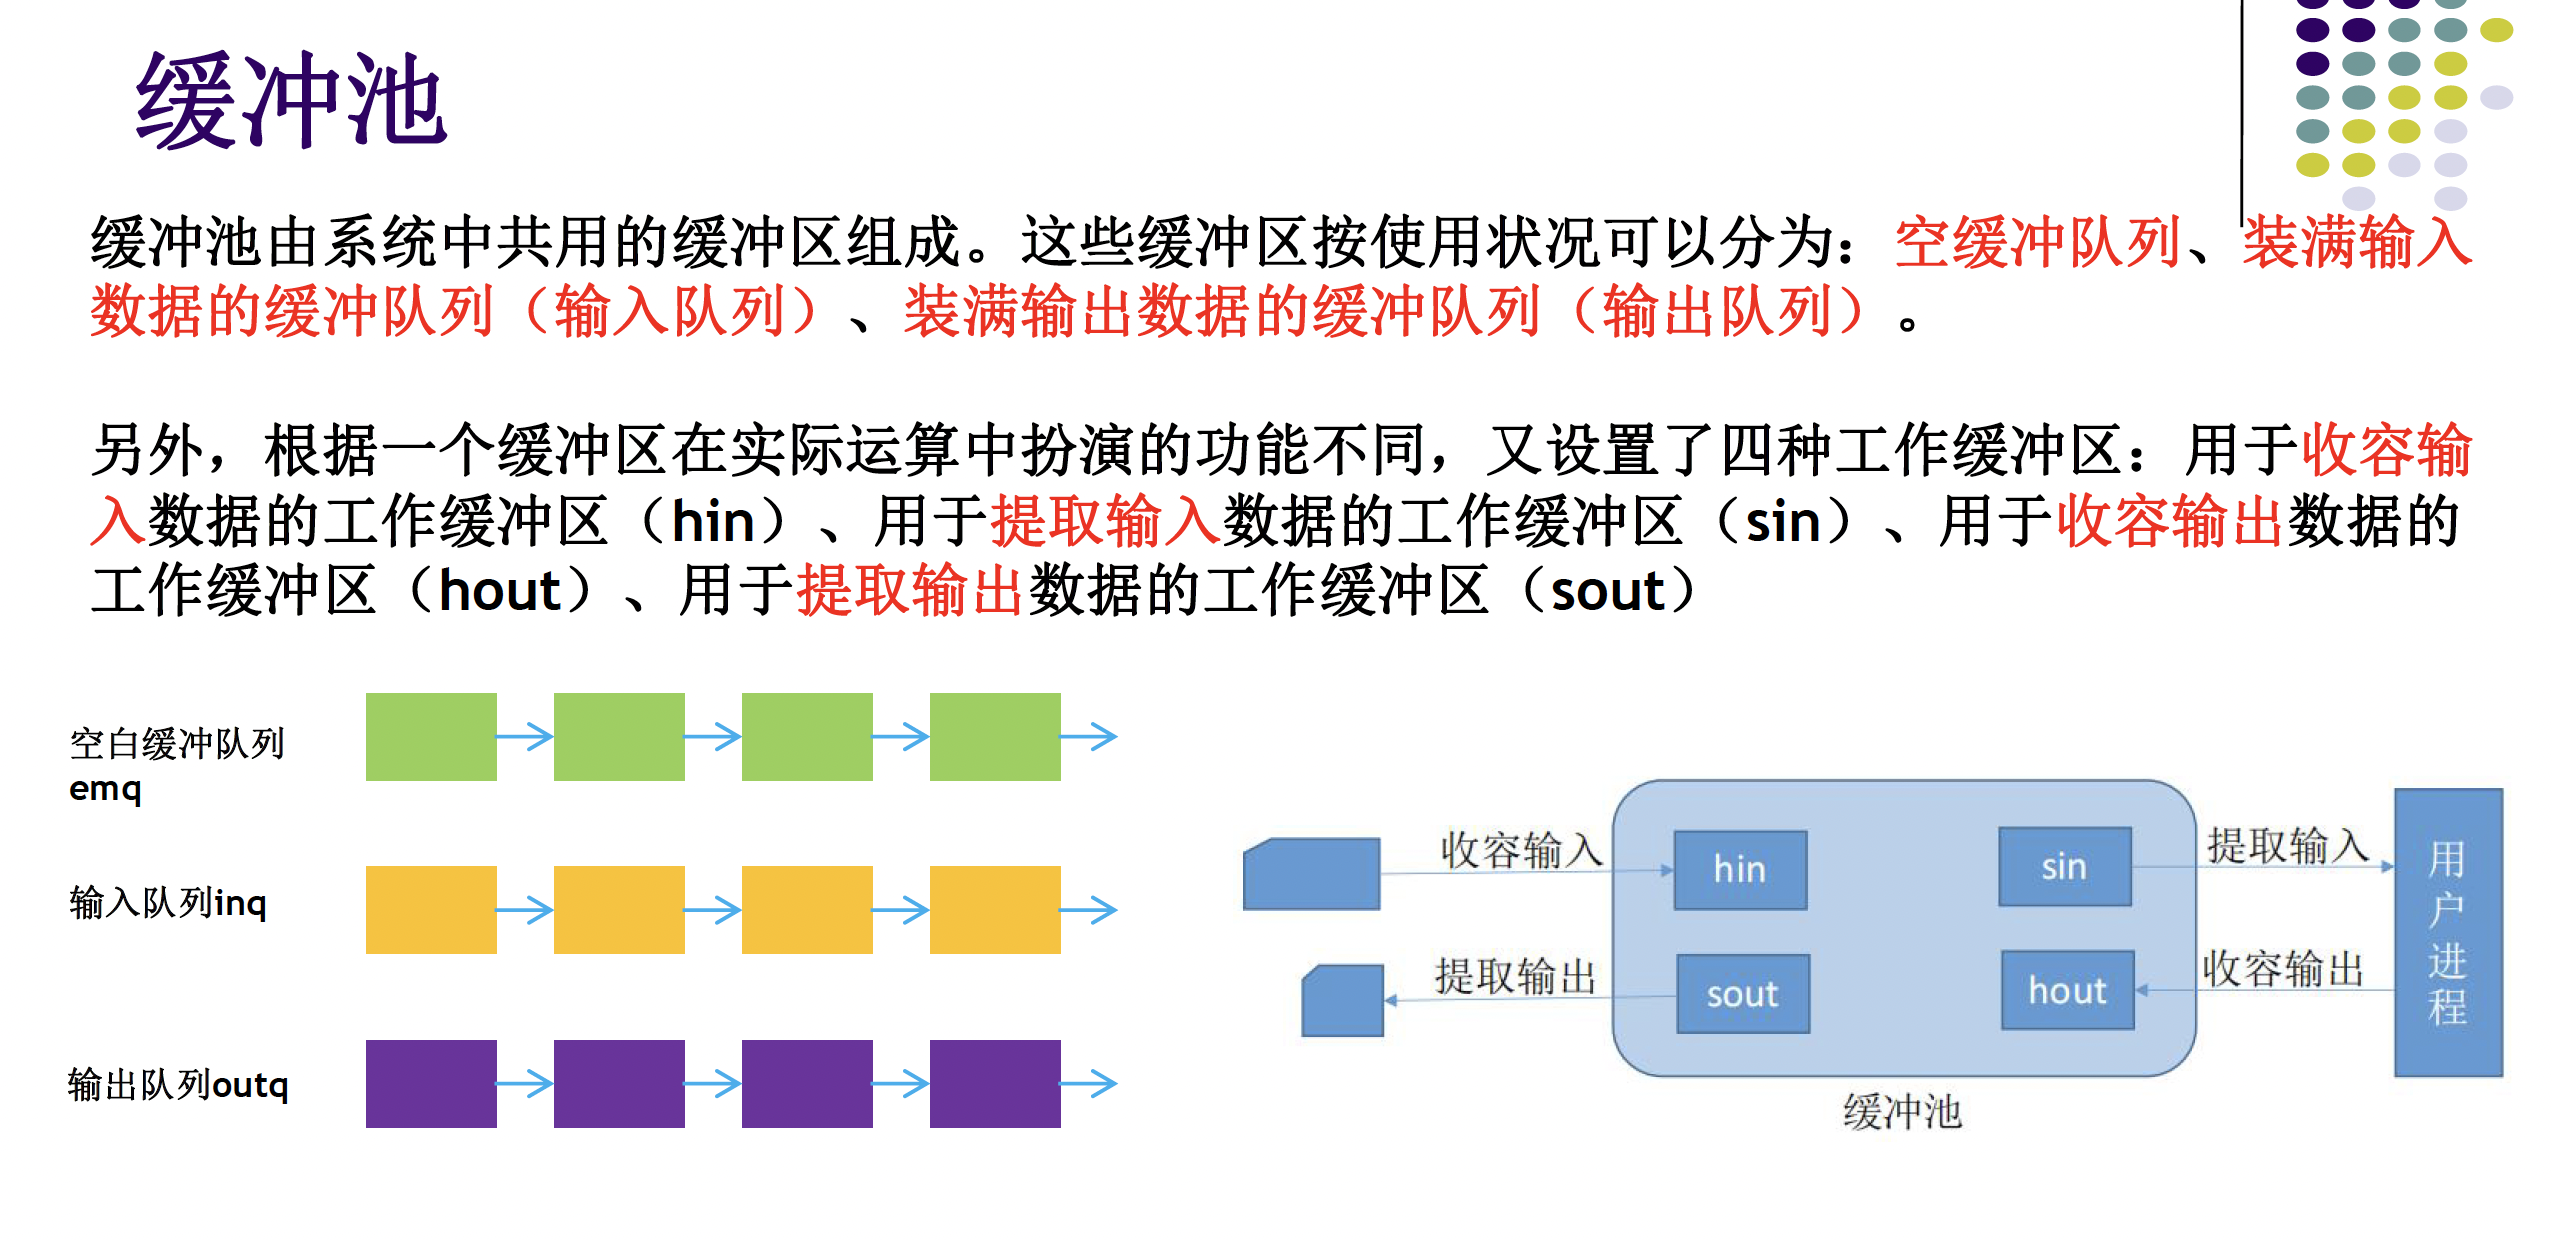 缓冲池
缓冲池由系统中共用的缓冲区组成。这些缓冲区按使用状况可以分为：空缓冲队列、装满输入
数据的缓冲队列（输入队列）、装满输出数据的缓冲队列（输出队列）。
另外，根据一个缓冲区在实际运算中扮演的功能不同，又设置了四种工作缓冲区：用于收容输
入数据的工作缓冲区（hin）、用于提取输入数据的工作缓冲区（sin）、用于收容输出数据的
工作缓冲区（hout）、用于提取输出数据的工作缓冲区（sout）
空白缓冲队列
emq
输入队列inq
输出队列outq
收容输入
hin
sin
提取输入
提取输出
sout
hout
收容输出
用
户
进
程
缓冲池